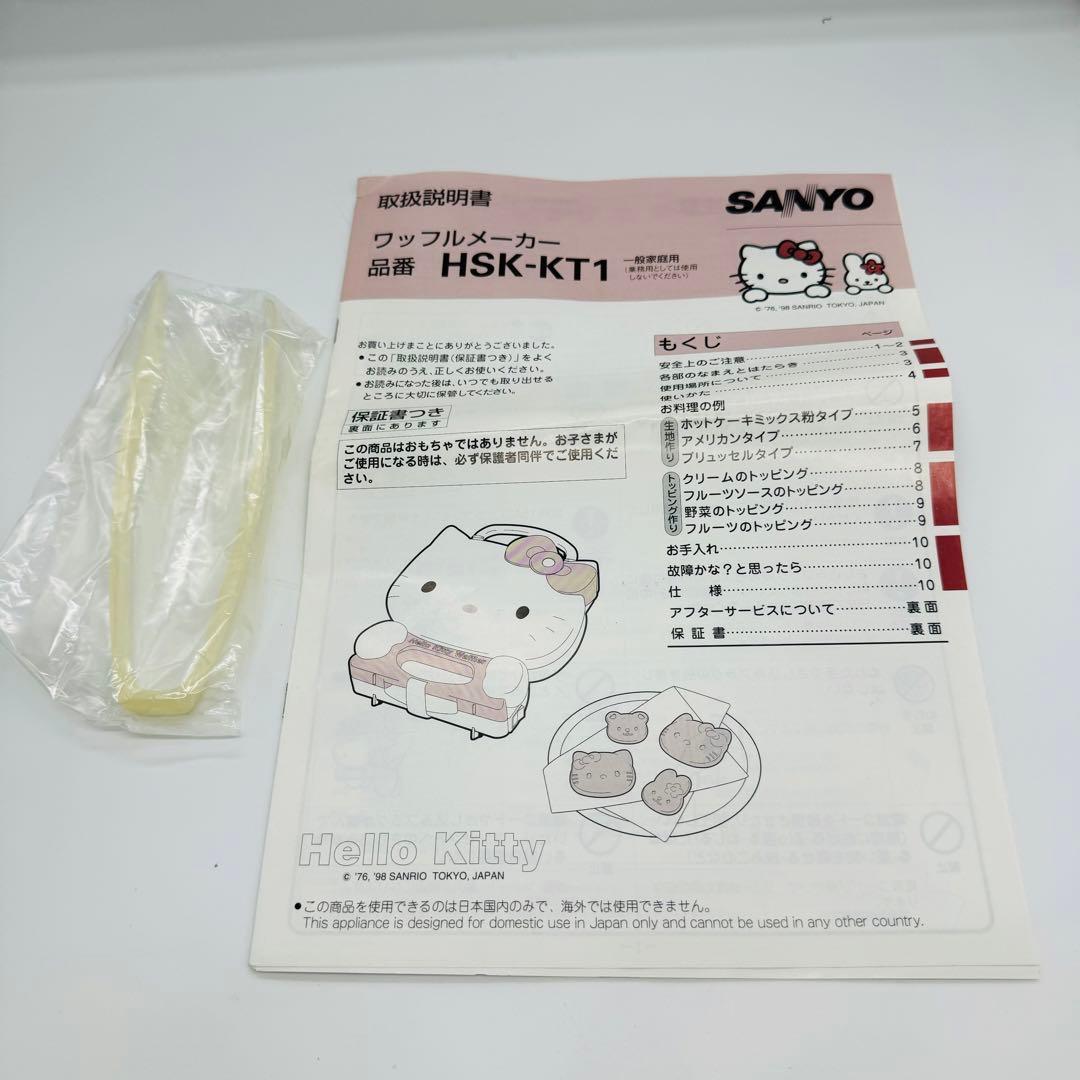 取扱説明書
SANYO
ワッフルメーカー
品番 HSK-KT1
一般家庭用
(業務用としては使用
しないでください)
© '76, '98 SANRIO TOKYO, JAPAN
お買い上げまことにありがとうございました。
●この「取扱説明書(保証書つき)」をよく
お読みのうえ、正しくお使いください。
●お読みになった後は、いつでも取り出せる
ところに大切に保管してください。
保証書つき
裏面にあります
この商品はおもちゃではありません。お子さまが
ご使用になる時は、必ず保護者同伴でご使用くだ
さい。
もくじ ページ
安全上のご注意……………………1〜2
各部のなまえとはたらき……………………3
使用場所について……………………3
使いかた……………………4
お料理の例
生地作り
ホットケーキミックス粉タイプ…………5
アメリカンタイプ……………………6
ブリュッセルタイプ……………………7
トッピング作り
クリームのトッピング……………………8
フルーツソースのトッピング…………8
野菜のトッピング……………………9
フルーツのトッピング……………………9
お手入れ……………………10
故障かな?と思ったら……………………10
仕 様……………………10
アフターサービスについて……………裏面
保証書……………………裏面
Hello Kitty Waffler
Hello Kitty
© '76, '98 SANRIO TOKYO, JAPAN
●この商品を使用できるのは日本国内のみで、海外では使用できません。
This appliance is designed for domestic use in Japan only and cannot be used in any other country.